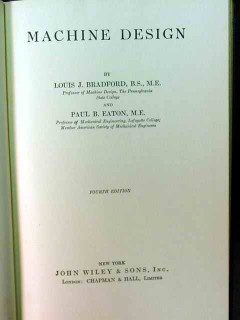 MACHINE DESIGN
BY
LOUIS J. BRADFORD, B.S., M.E.
Professor of Machine Design, The Pennsylvania
State College
AND
PAUL B. EATON, M.E.
Professor of Mechanical Engineering, Lafayette College;
Member American Society of Mechanical Engineers
FOURTH EDITION
NEW YORK
JOHN WILEY & SONS, INC.
LONDON: CHAPMAN & HALL, LIMITED